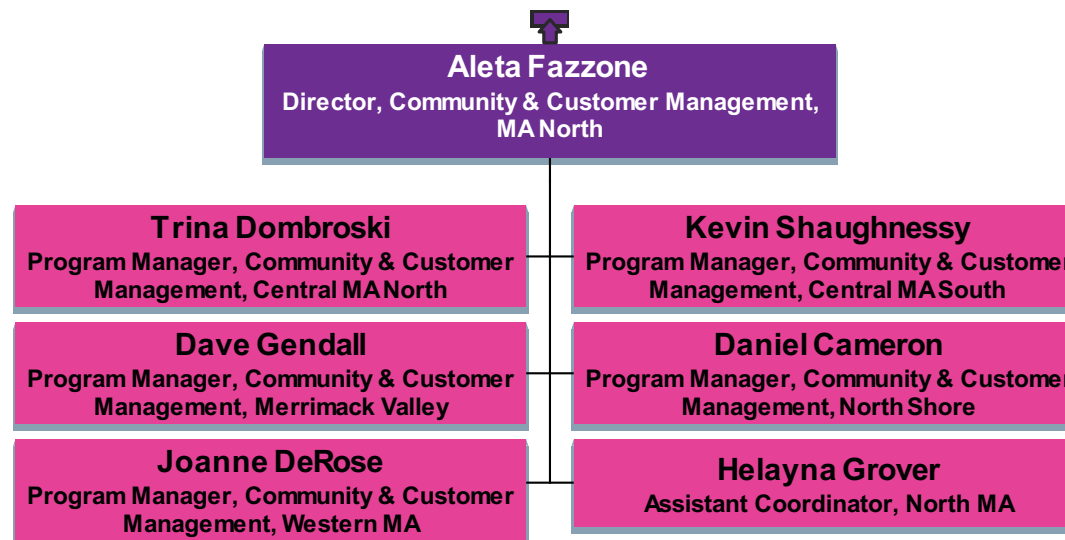 Aleta Fazzone
Director, Community & Customer Management,
MA North
Trina Dombroski
Program Manager, Community & Customer
Management, Central MA North
Kevin Shaughnessy
Program Manager, Community & Customer
Management, Central MA South
Dave Gendall
Program Manager, Community & Customer
Management, Merrimack Valley
Daniel Cameron
Program Manager, Community & Customer
Management, North Shore
Joanne DeRose
Program Manager, Community & Customer
Management, Western MA
Helayna Grover
Assistant Coordinator, North MA